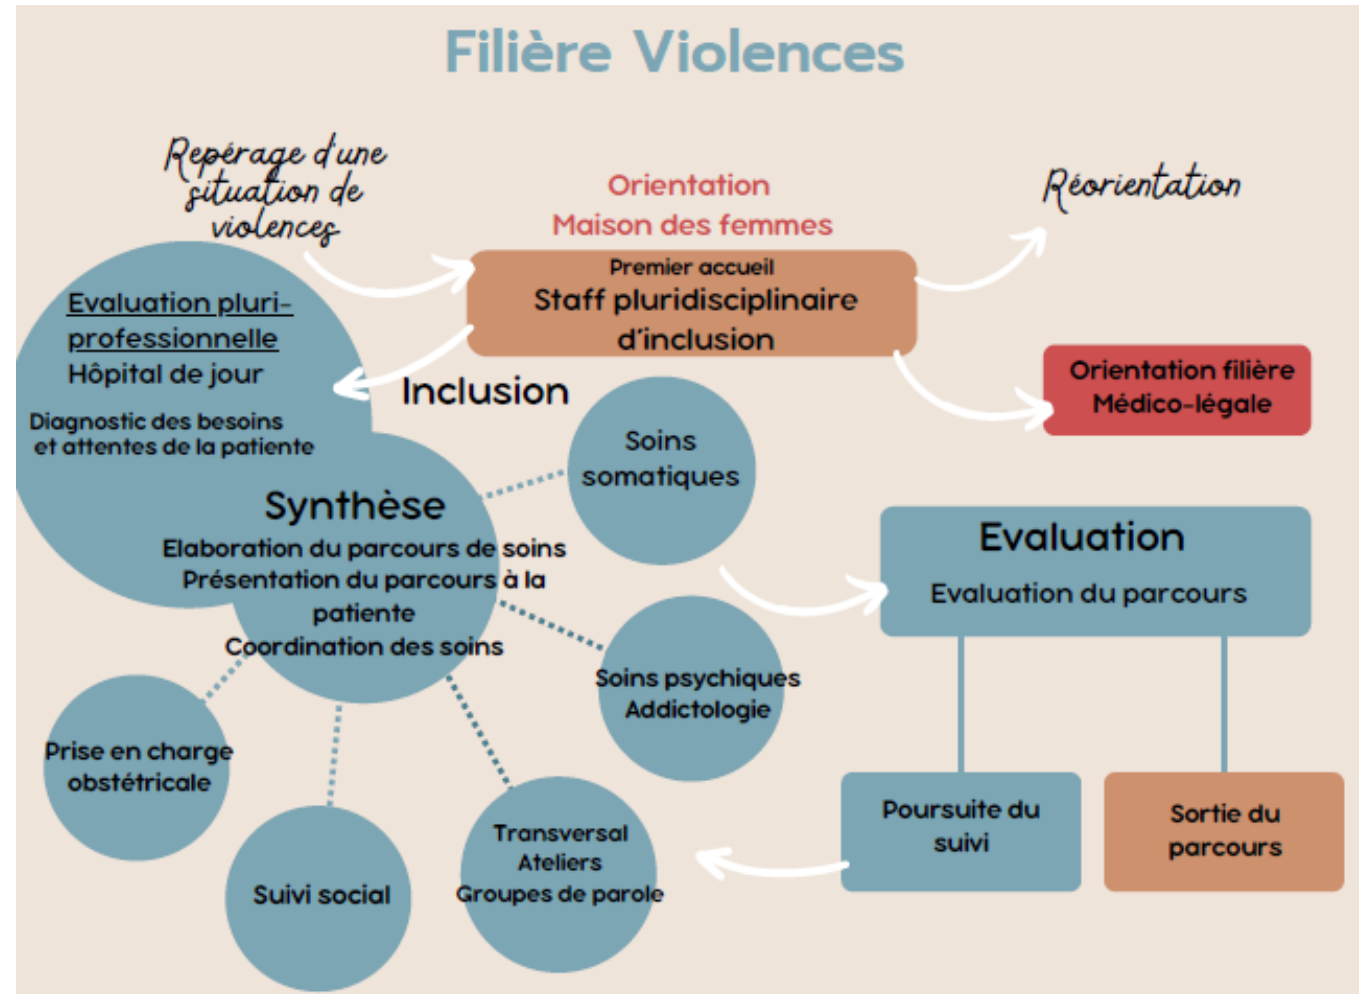 Filière Violences
Repérage d'une
situation de
violences
Orientation
Maison des femmes
Réorientation
Premier accueil
Staff pluridisciplinaire
d'inclusion
Evaluation pluri-
professionnelle
Hôpital de jour
Diagnostic des besoins
et attentes de la patiente
Inclusion
Orientation filière
Médico-légale
Soins
somatiques
Synthèse
Elaboration du parcours de soins
Présentation du parcours à la
patiente
Coordination des soins
Evaluation
Evaluation du parcours
Soins psychiques
Addictologie
Prise en charge
obstétricale
Suivi social
Transversal
Ateliers
Groupes de parole
Poursuite du
suivi
Sortie du
parcours